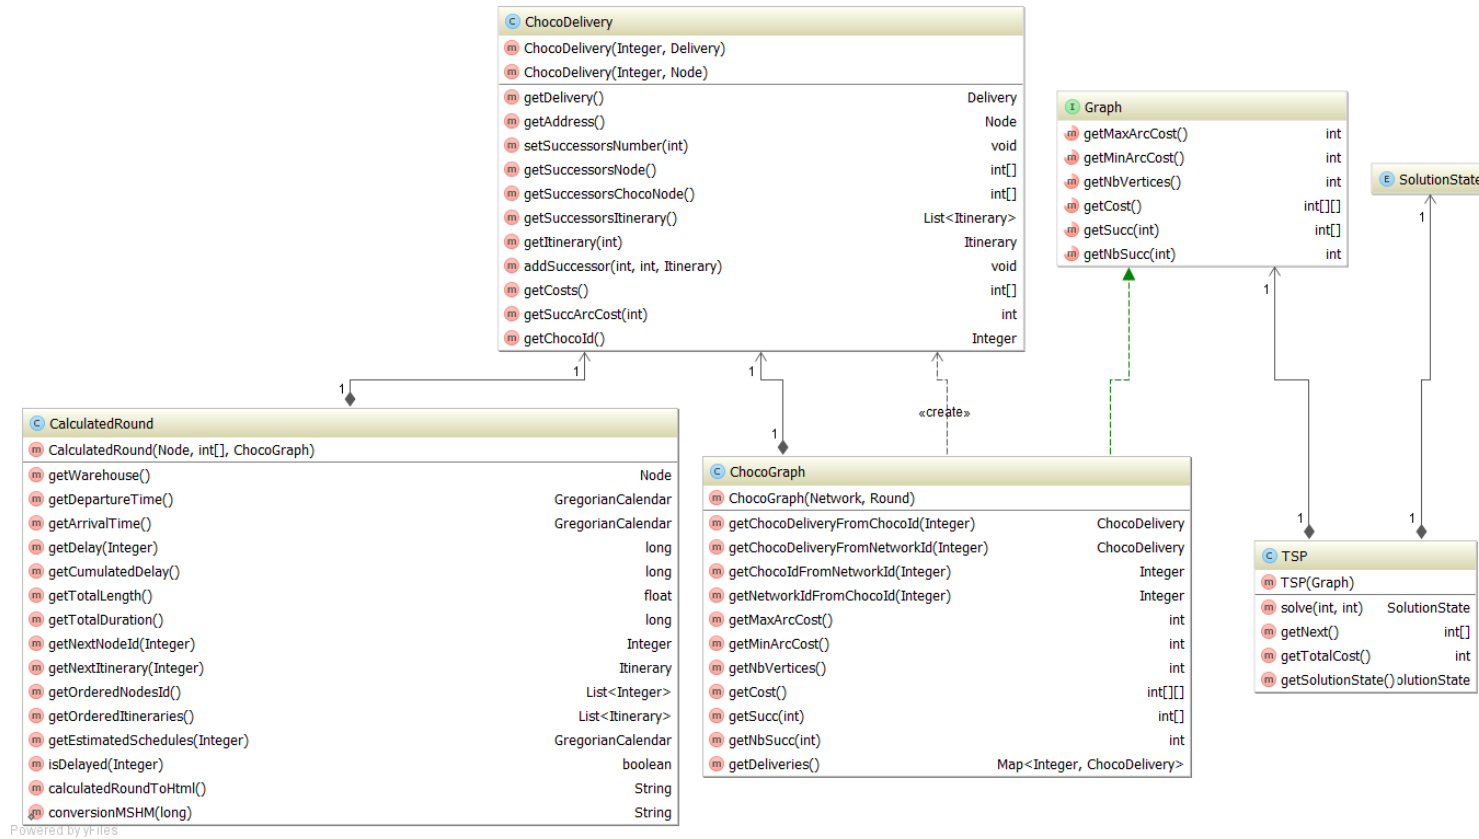 ChocoDelivery
ChocoDelivery(Integer, Delivery)
ChocoDelivery(Integer, Node)
getDelivery() Delivery
getAddress() Node
setSuccessorsNumber(int) void
getSuccessorsNode() int[]
getSuccessorsChocoNode() int[]
getSuccessorsItinerary() List<Itinerary>
getItinerary(int) Itinerary
addSuccessor(int, int, Itinerary) void
getCosts() int[]
getSuccArcCost(int) int
getChocoId() Integer
Graph
getMaxArcCost() int
getMinArcCost() int
getNbVertices() int
getCost() int[][]
getSucc(int) int[]
getNbSucc(int) int
SolutionState
1
1
1
1
1
1
«create»
1
1
CalculatedRound
CalculatedRound(Node, int[], ChocoGraph)
getWarehouse() Node
getDepartureTime() GregorianCalendar
getArrivalTime() GregorianCalendar
getDelay(Integer) long
getCumulatedDelay() long
getTotalLength() float
getTotalDuration() long
getNextNodeId(Integer) Integer
getNextItinerary(Integer) Itinerary
getOrderedNodesId() List<Integer>
getOrderedItineraries() List<Itinerary>
getEstimatedSchedules(Integer) GregorianCalendar
isDelayed(Integer) boolean
calculatedRoundToHtml() String
conversionMSHM(long) String
ChocoGraph
ChocoGraph(Network, Round)
getChocoDeliveryFromChocoId(Integer) ChocoDelivery
getChocoDeliveryFromNetworkId(Integer) ChocoDelivery
getChocoIdFromNetworkId(Integer) Integer
getNetworkIdFromChocoId(Integer) Integer
getMaxArcCost() int
getMinArcCost() int
getNbVertices() int
getCost() int[][]
getSucc(int) int[]
getNbSucc(int) int
getDeliveries() Map<Integer, ChocoDelivery>
TSP
TSP(Graph)
solve(int, int) SolutionState
getNext() int[]
getTotalCost() int
getSolutionState() olutionState
Powered by yFiles